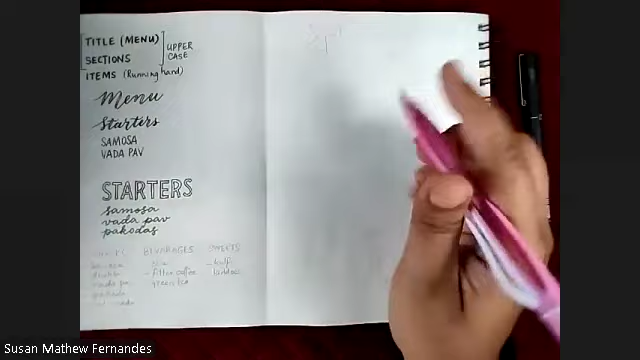 TITLE (MENU)
SECTIONS
UPPER
CASE
ITEMS (Running hand)
Menu
Starters
SAMOSA
VADA PAV
STARTERS
samosa
vada pav
pakodas
BEVARAGES
SWEETS
- Filter coffee
green tea
Susan Mathew Fernandes